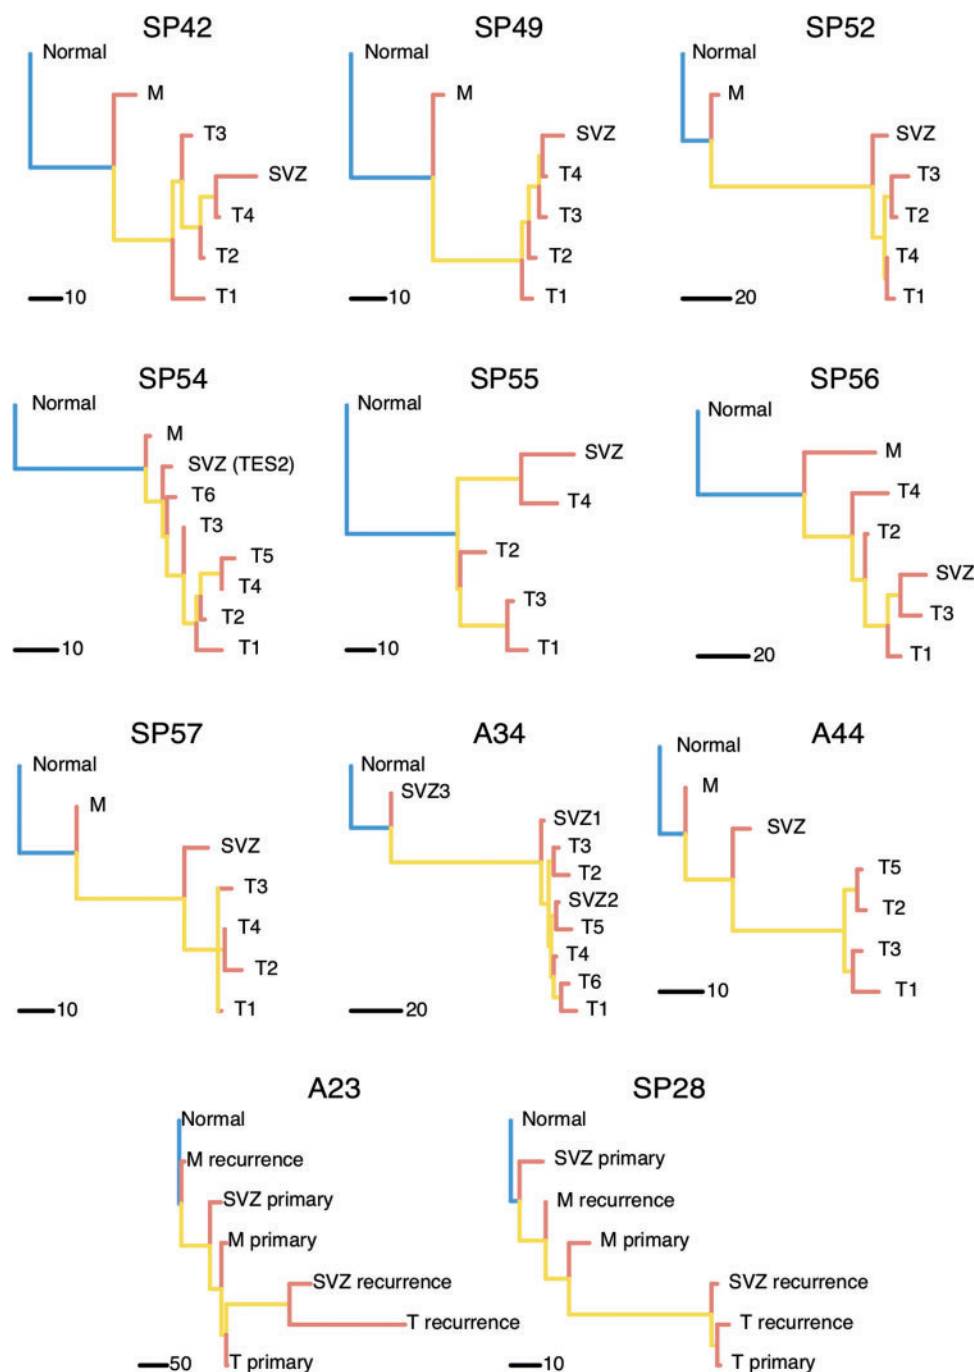 SP42
Normal
M
T3
SVZ
T4
T2
T1
10
SP49
Normal
M
SVZ
T4
T3
T2
T1
10
SP52
Normal
M
SVZ
T3
T2
T4
T1
20
SP54
Normal
M
SVZ (TES2)
T6
T3
T5
T4
T2
T1
10
SP55
Normal
SVZ
T4
T2
T3
T1
10
SP56
Normal
M
T4
T2
SVZ
T3
T1
20
SP57
Normal
M
SVZ
T3
T4
T2
T1
10
A34
Normal
SVZ3
SVZ1
T3
T2
SVZ2
T5
T4
T6
T1
20
A44
Normal
M
SVZ
T5
T2
T3
T1
10
A23
Normal
M recurrence
SVZ primary
M primary
SVZ recurrence
T recurrence
T primary
50
SP28
Normal
SVZ primary
M recurrence
M primary
SVZ recurrence
T recurrence
T primary
10